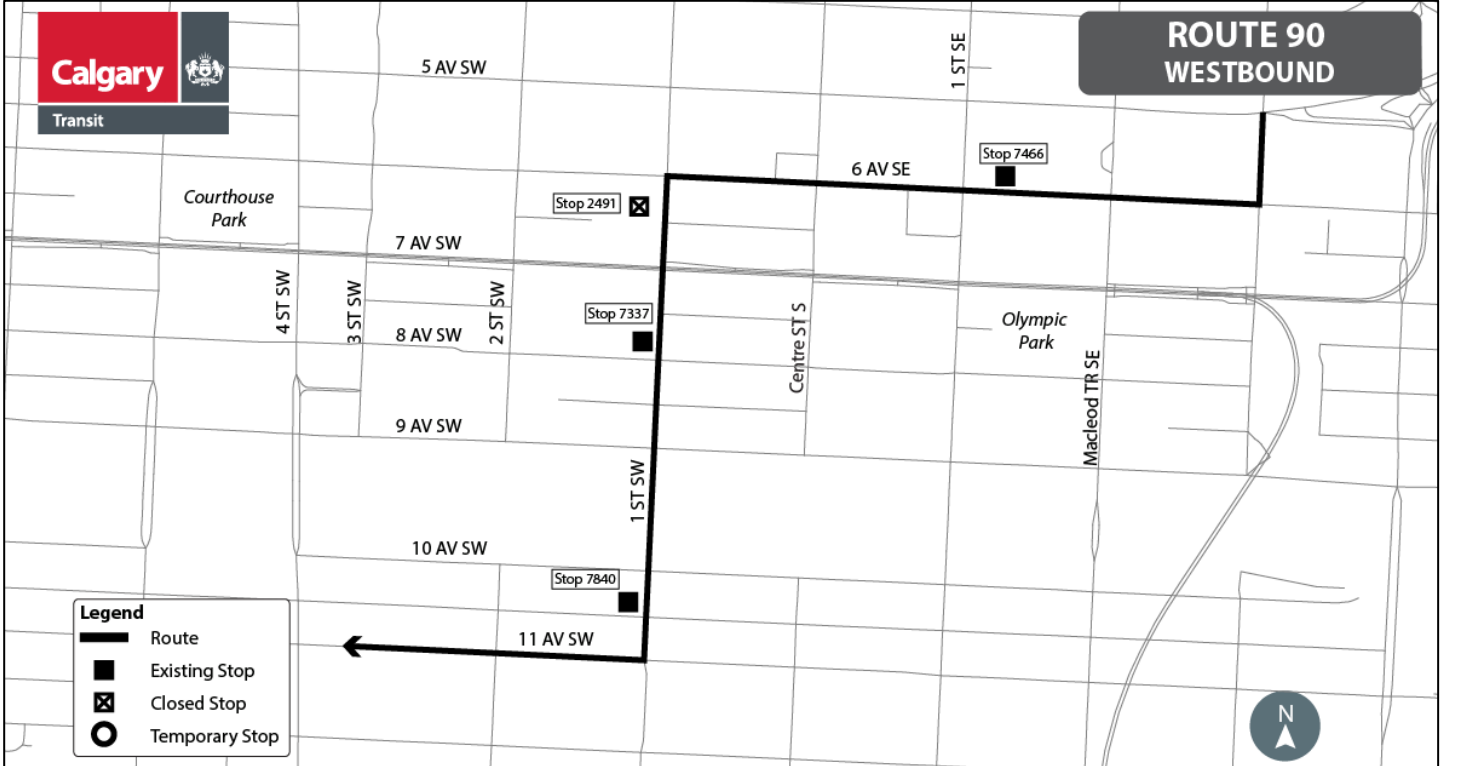 Calgary
Transit
ROUTE 90
WESTBOUND
5 AV SW
1 ST SE
Stop 7466
6 AV SE
Courthouse
Park
Stop 2491
7 AV SW
4 ST SW
3 ST SW
2 ST SW
Stop 7337
8 AV SW
Centre ST S
Olympic
Park
Macleod TR SE
9 AV SW
1 ST SW
10 AV SW
Stop 7840
11 AV SW
Legend
Route
Existing Stop
Closed Stop
Temporary Stop
N